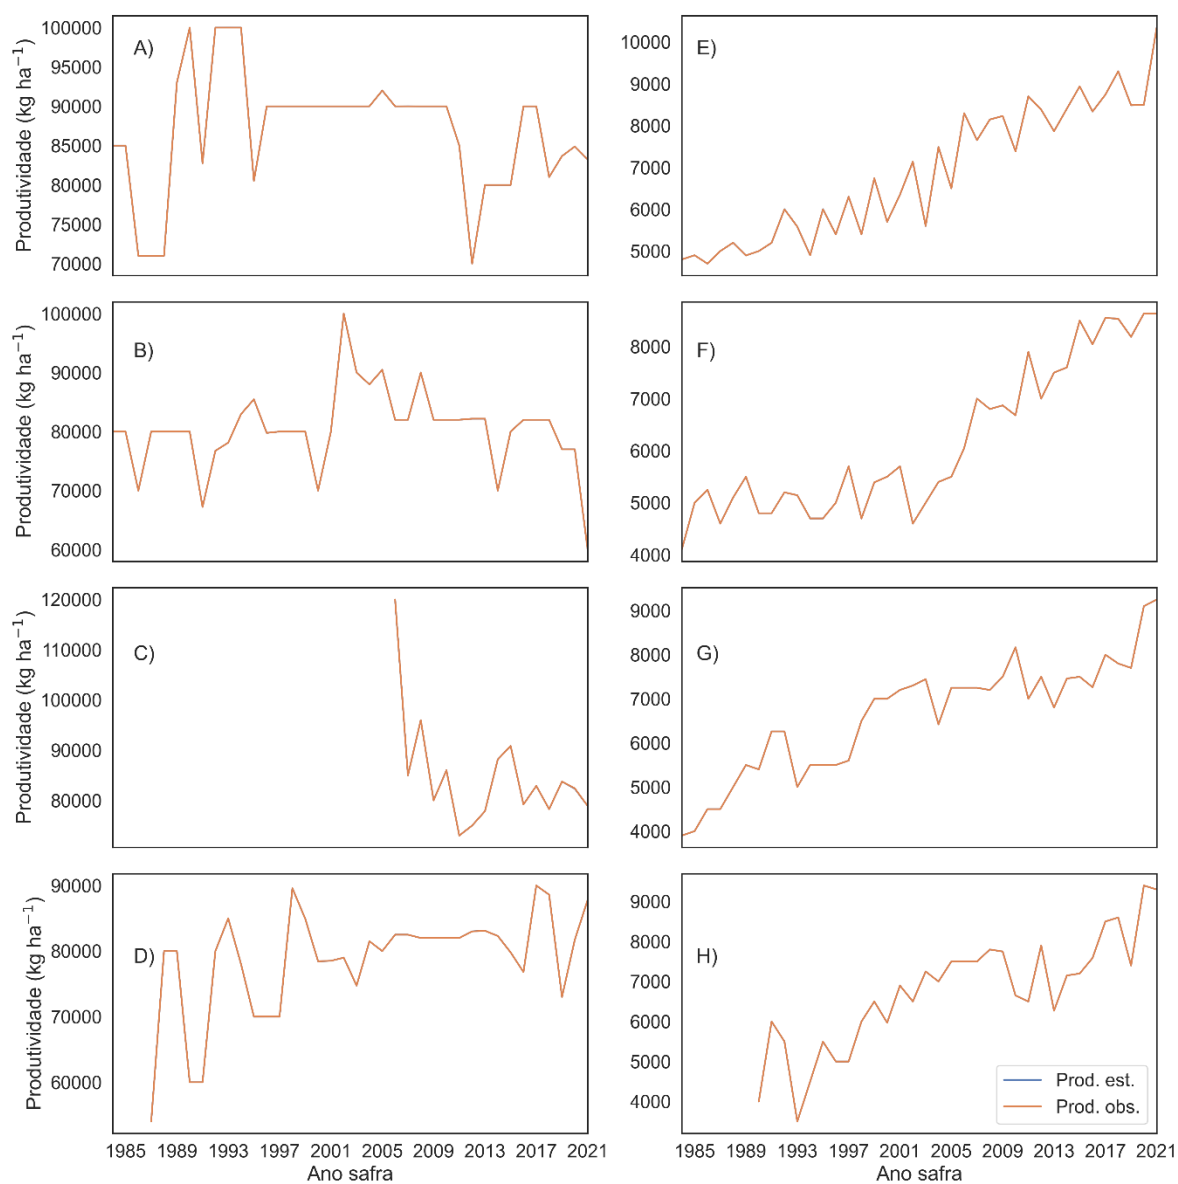 A)
Produtividade (kg ha⁻¹)
100000
95000
90000
85000
80000
75000
70000
E)
10000
9000
8000
7000
6000
5000
B)
Produtividade (kg ha⁻¹)
100000
90000
80000
70000
60000
F)
8000
7000
6000
5000
4000
C)
Produtividade (kg ha⁻¹)
120000
110000
100000
90000
80000
G)
9000
8000
7000
6000
5000
4000
D)
Produtividade (kg ha⁻¹)
90000
80000
70000
60000
1985 1989 1993 1997 2001 2005 2009 2013 2017 2021
Ano safra
H)
9000
8000
7000
6000
5000
4000
Prod. est.
Prod. obs.
1985 1989 1993 1997 2001 2005 2009 2013 2017 2021
Ano safra